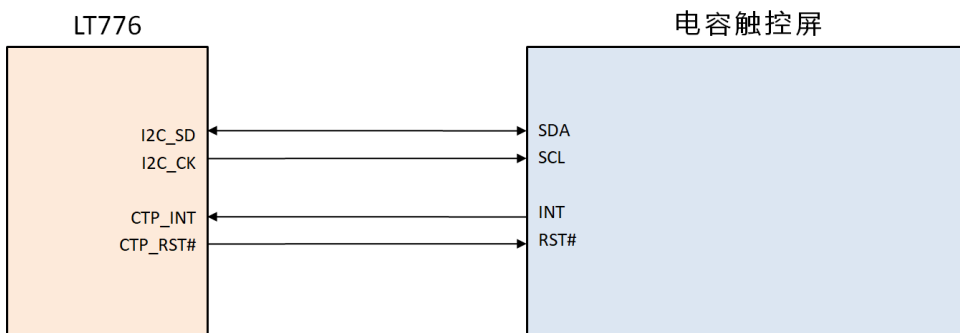 LT776
电容触控屏
I2C_SD
SDA
I2C_CK
SCL
CTP_INT
INT
CTP_RST#
RST#